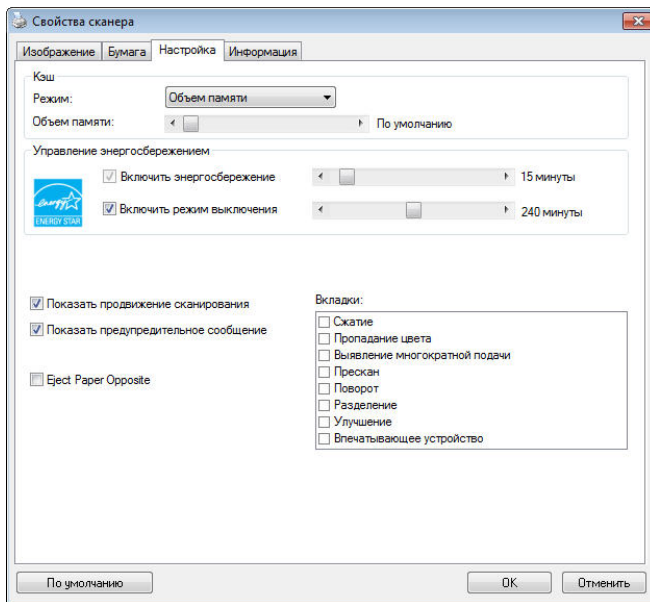 Свойства сканера
Изображение Бумага Настройка Информация
Кэш
Режим: Объем памяти
Объем памяти: По умолчанию
Управление энергосбережением
Включить энергосбережение 15 минуты
Включить режим выключения 240 минуты
energy
ENERGY STAR
Показать продвижение сканирования
Показать предупредительное сообщение
Eject Paper Opposite
Вкладки:
Сжатие
Пропадание цвета
Выявление многократной подачи
Прескан
Поворот
Разделение
Улучшение
Впечатывающее устройство
По умолчанию OK Отменить